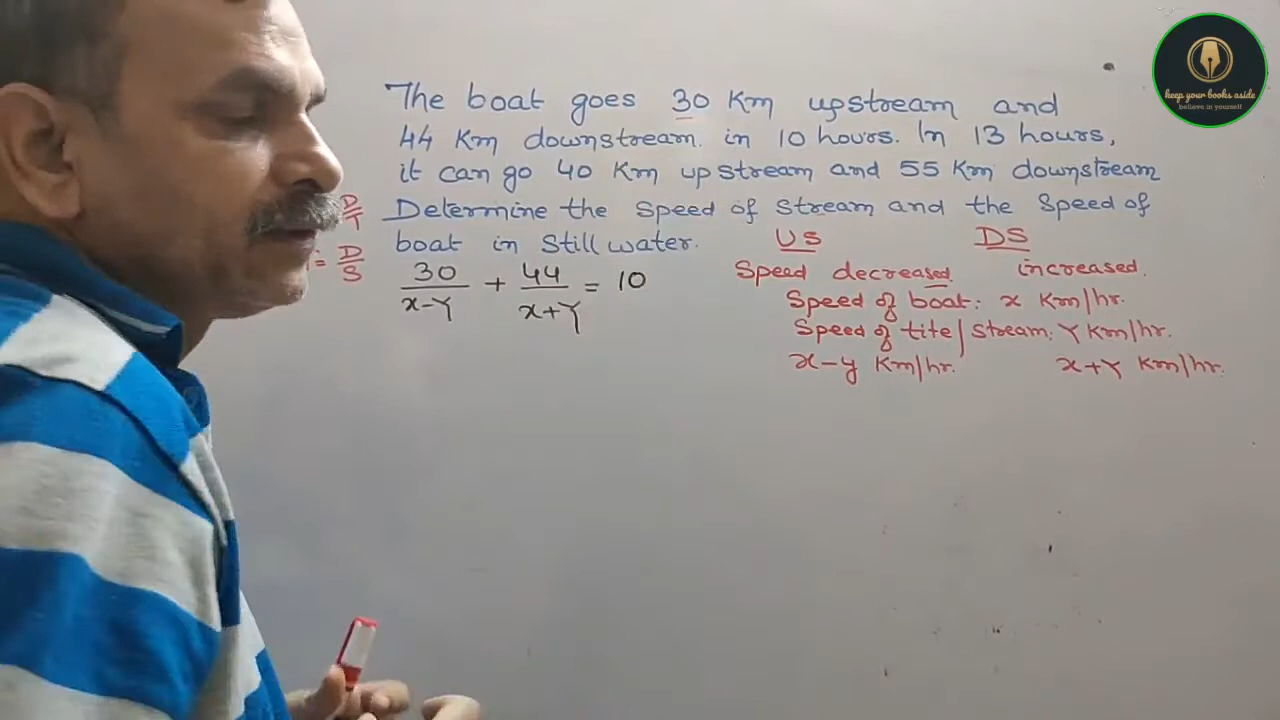 The boat goes 30 Km upstream and
44 Km downstream. in 10 hours. In 13 hours,
it can go 40 Km upstream and 55 Km downstream
Determine the Speed of Stream and the Speed of
boat in Still water.
D/T
= D/S
30/(x-Y) + 44/(x+Y) = 10
US DS
Speed decreased increased.
Speed of boat: x Km/hr.
Speed of tite/stream: Y Km/hr.
x-y Km/hr. x+Y Km/hr.
keep your books aside
believe in yourself